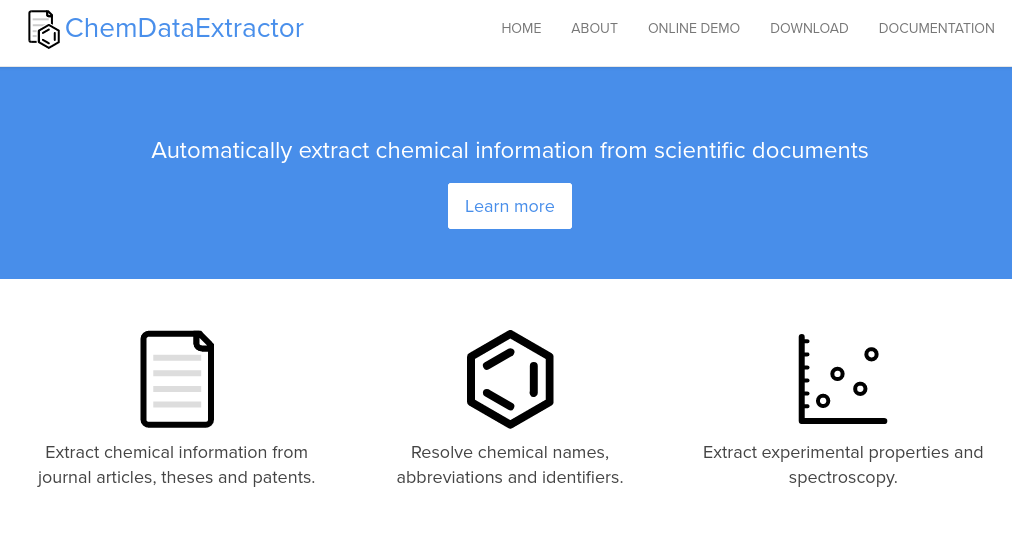 ChemDataExtractor
HOME ABOUT ONLINE DEMO DOWNLOAD DOCUMENTATION
Automatically extract chemical information from scientific documents
Learn more
Extract chemical information from
journal articles, theses and patents.
Resolve chemical names,
abbreviations and identifiers.
Extract experimental properties and
spectroscopy.